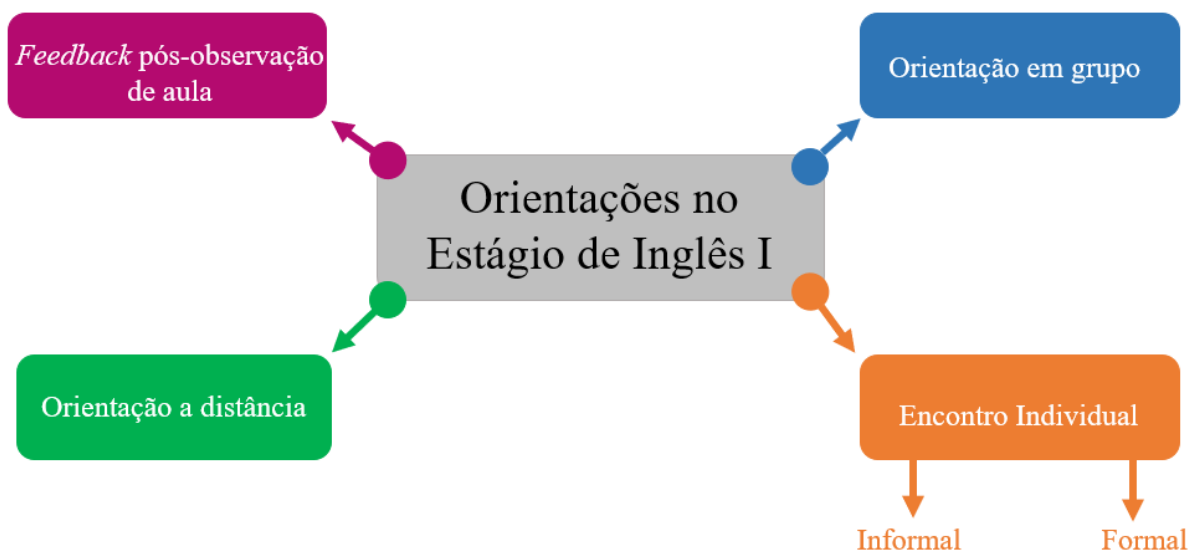 Feedback pós-observação
de aula
Orientação em grupo
Orientações no
Estágio de Inglês I
Orientação a distância
Encontro Individual
Informal
Formal